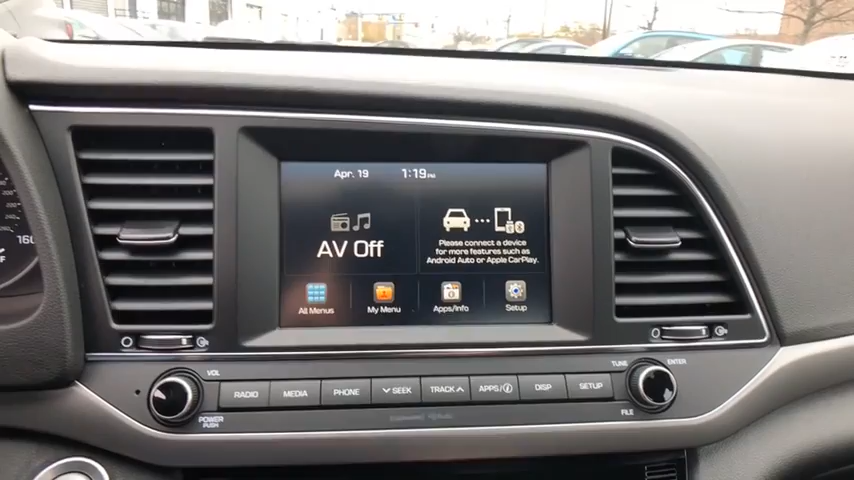 Apr. 19 1:19PM
AV Off
Please connect a device
for more features such as
Android Auto or Apple CarPlay.
All Menus
My Menu
Apps/Info
Setup
160
VOL
TUNE
ENTER
RADIO
MEDIA
PHONE
SEEK
TRACK
APPS/i
DISP
SETUP
POWER
PUSH
FILE